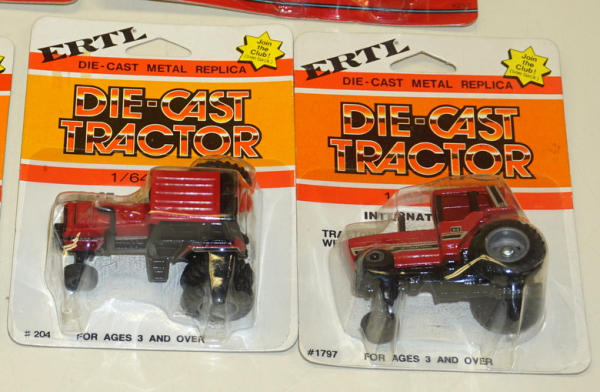 ERTL
Join the Club!
DIE-CAST METAL REPLICA
DIE-CAST
TRACTOR
1/64
# 204 FOR AGES 3 AND OVER
ERTL
Join the Club!
DIE-CAST METAL REPLICA
DIE-CAST
TRACTOR
INTERNAT
TRA
#1797 FOR AGES 3 AND OVER